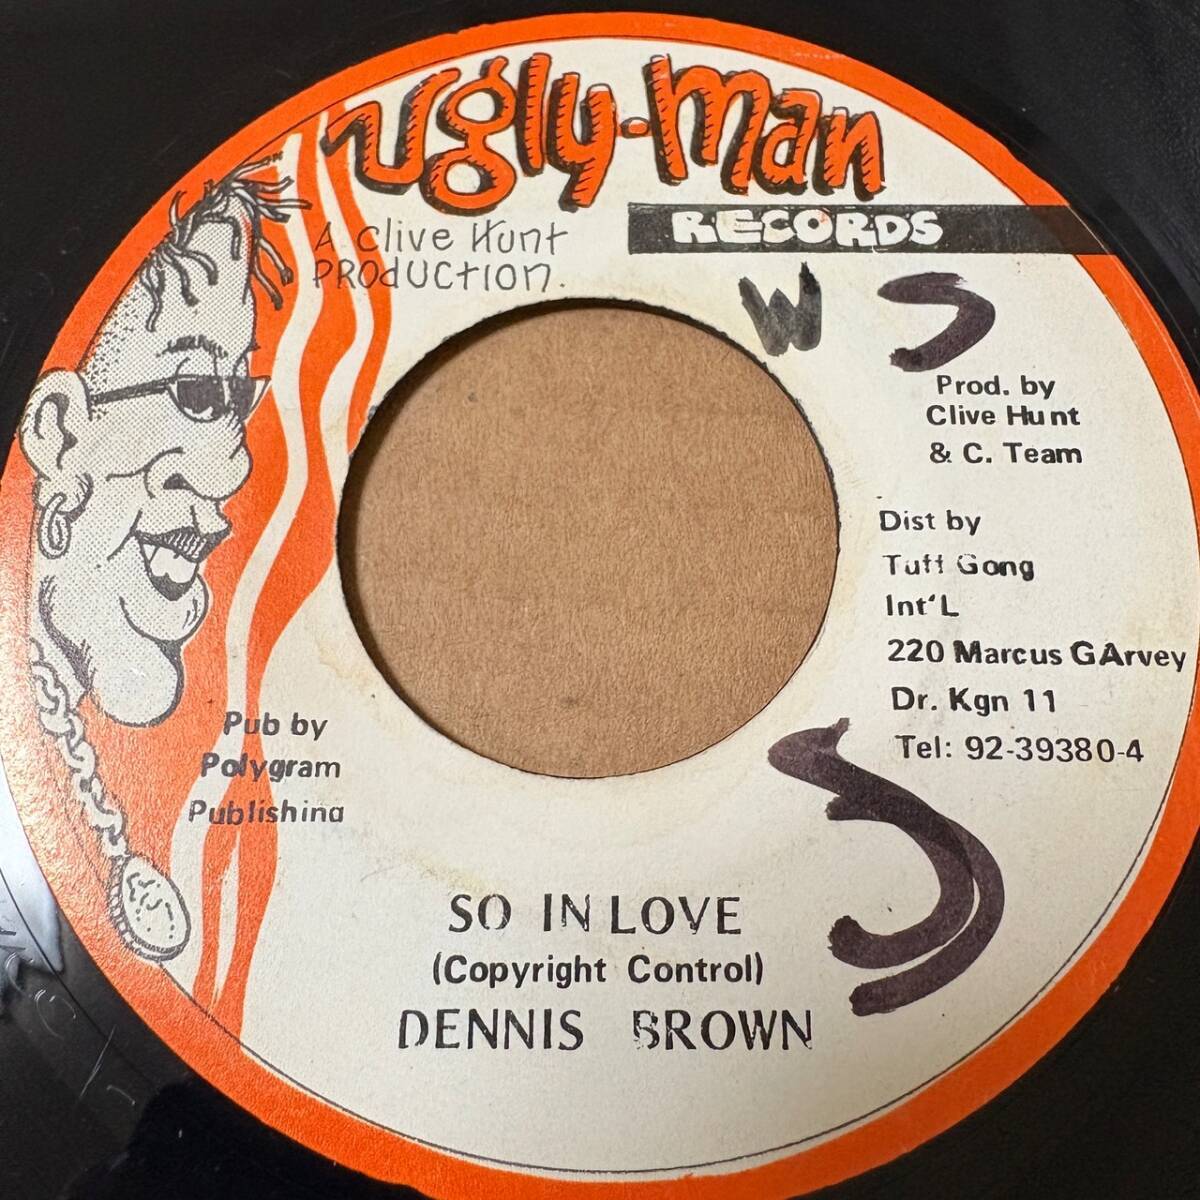 ugly-man
RECORDS
A clive Hunt
PRODUCTION.
W S
Prod. by
Clive Hunt
& C. Team
Dist by
Tuff Gong
Int'L
220 Marcus GArvey
Dr. Kgn 11
Tel: 92-39380-4
Pub by
Polygram
Publishing
SO IN LOVE
(Copyright Control)
DENNIS BROWN